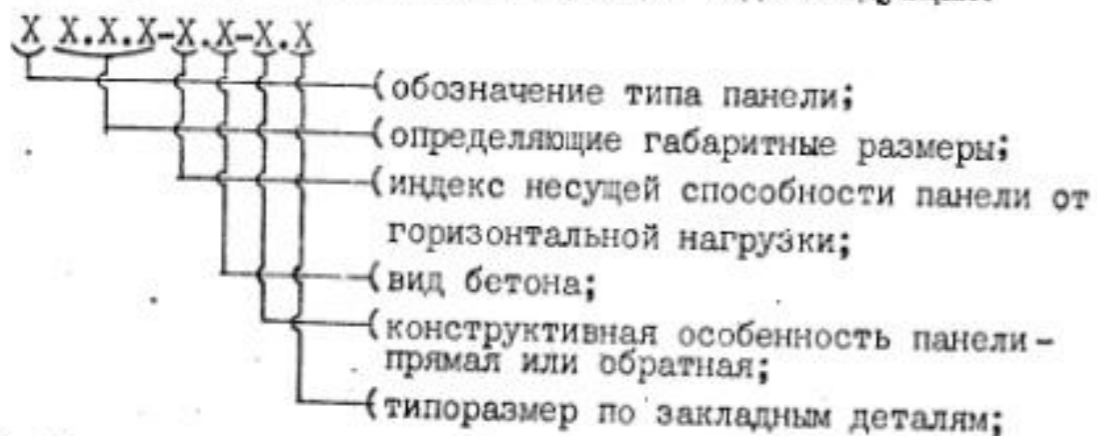 X X.X.X-X.X-X.X
(обозначение типа панели;
(определяющие габаритные размеры;
(индекс несущей способности панели от
горизонтальной нагрузки;
(вид бетона;
(конструктивная особенность панели-
прямая или обратная;
(типоразмер по закладным деталям;